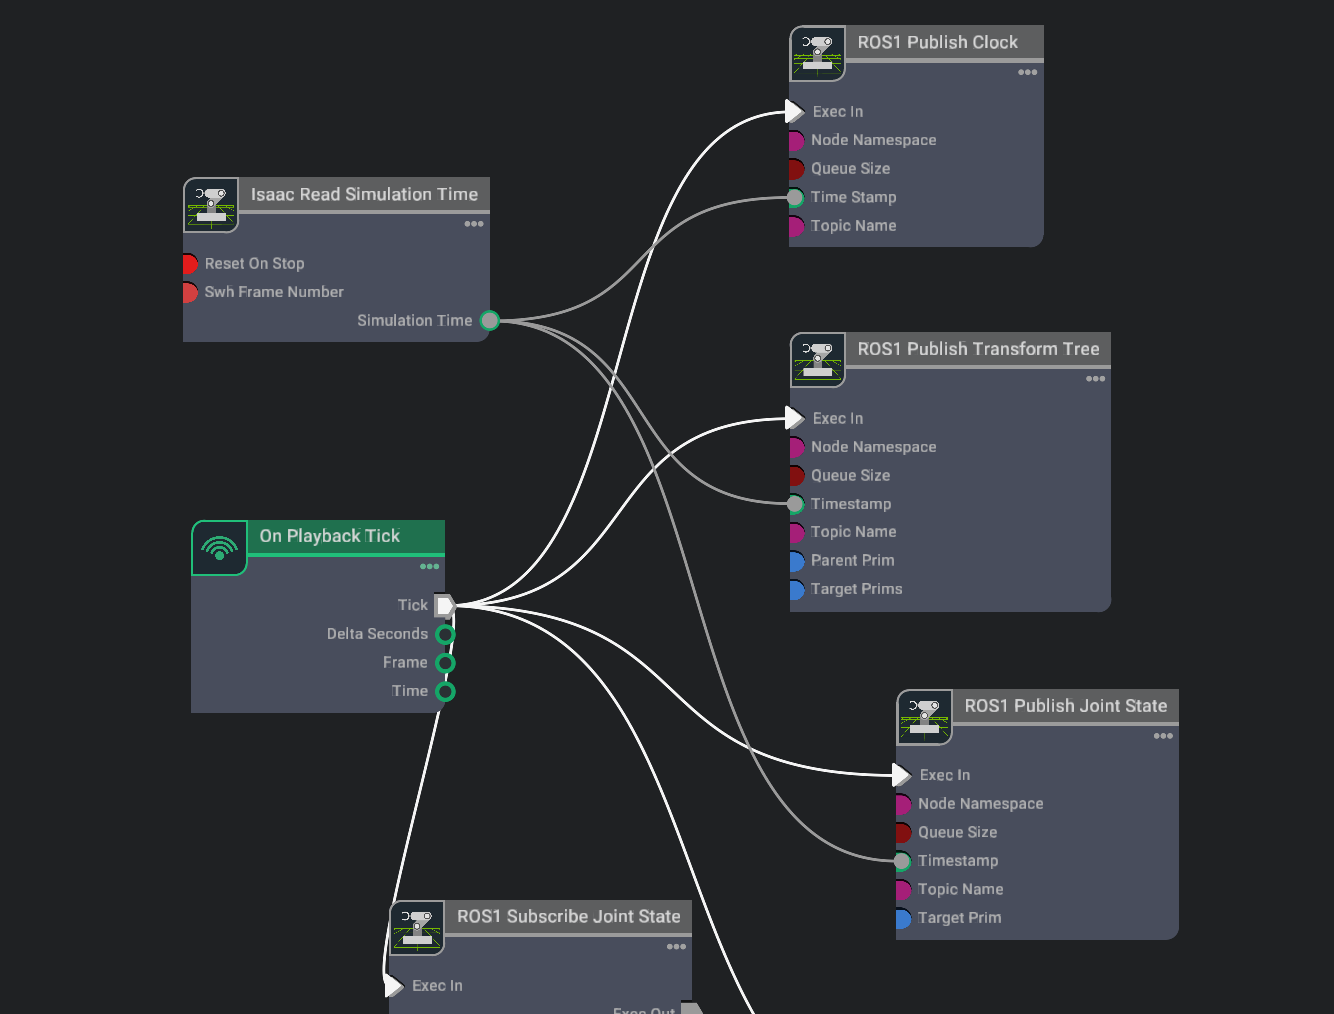 ROS1 Publish Clock
Exec In
Node Namespace
Queue Size
Time Stamp
Topic Name
Isaac Read Simulation Time
Reset On Stop
Swh Frame Number
Simulation Time
ROS1 Publish Transform Tree
Exec In
Node Namespace
Queue Size
Timestamp
Topic Name
Parent Prim
Target Prims
On Playback Tick
Tick
Delta Seconds
Frame
Time
ROS1 Publish Joint State
Exec In
Node Namespace
Queue Size
Timestamp
Topic Name
Target Prim
ROS1 Subscribe Joint State
Exec In
Exec Out